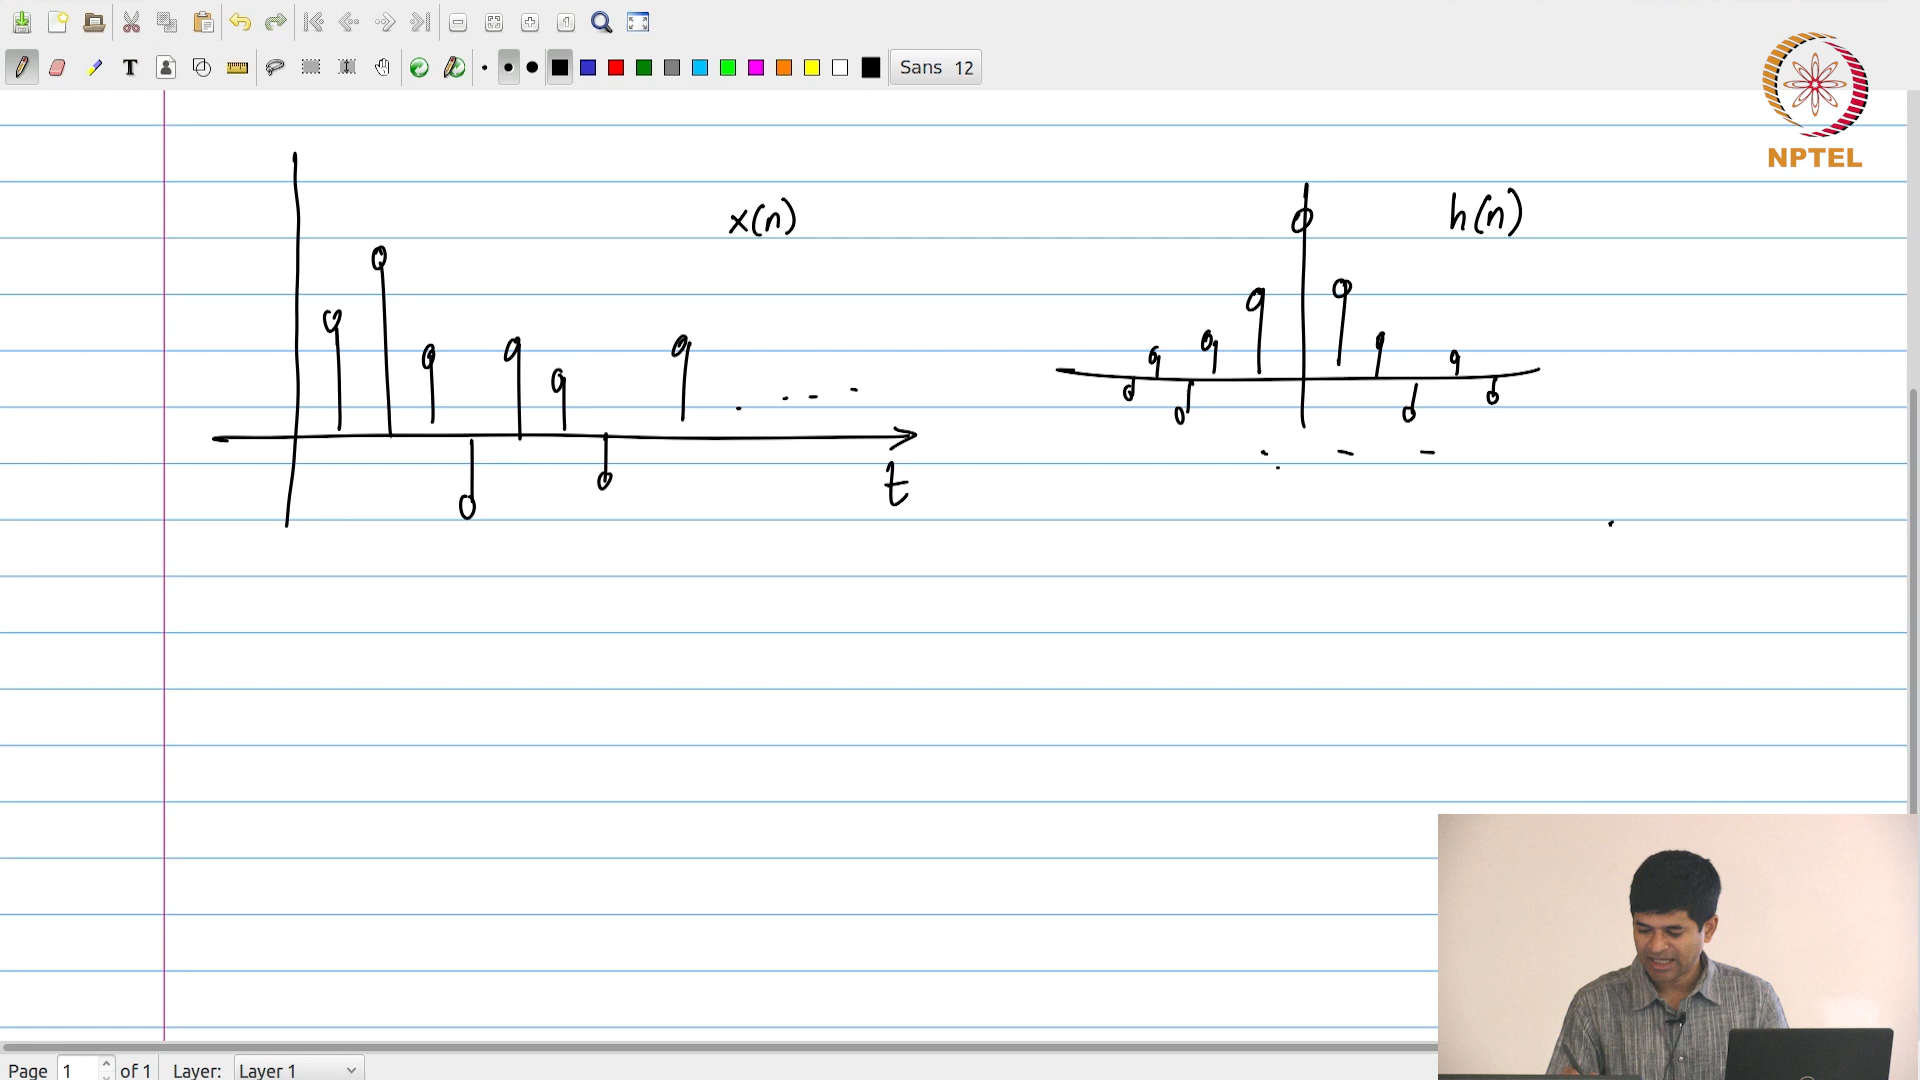 T
Sans 12
NPTEL
x(n)
h(n)
t
Page 1 of 1 Layer: Layer 1